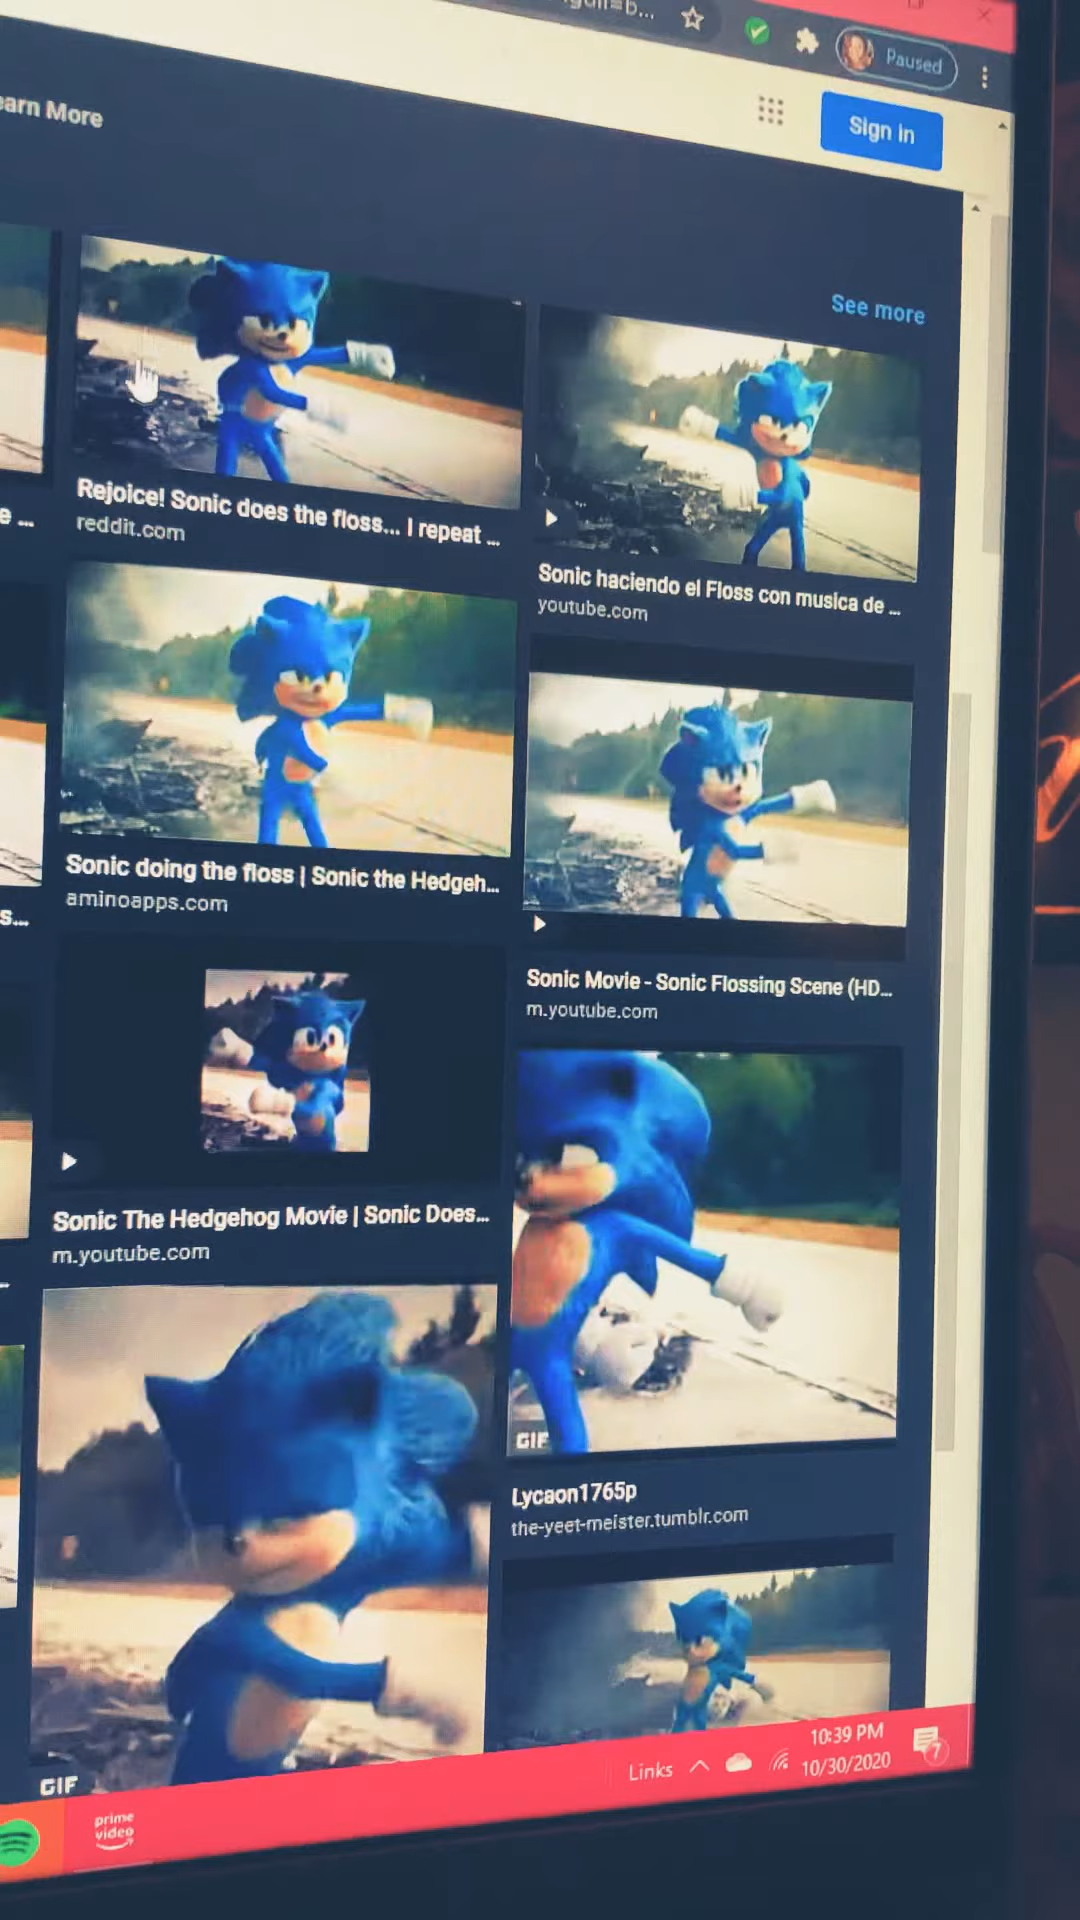 Paused
earn More
Sign in
See more
Rejoice! Sonic does the floss... I repeat ...
reddit.com
Sonic haciendo el Floss con musica de ...
youtube.com
e ...
Sonic doing the floss | Sonic the Hedgeh...
aminoapps.com
s...
Sonic Movie - Sonic Flossing Scene (HD...
m.youtube.com
Sonic The Hedgehog Movie | Sonic Does...
m.youtube.com
GIF
Lycaon1765p
the-yeet-meister.tumblr.com
GIF
Links
10:39 PM
10/30/2020
7
prime
video